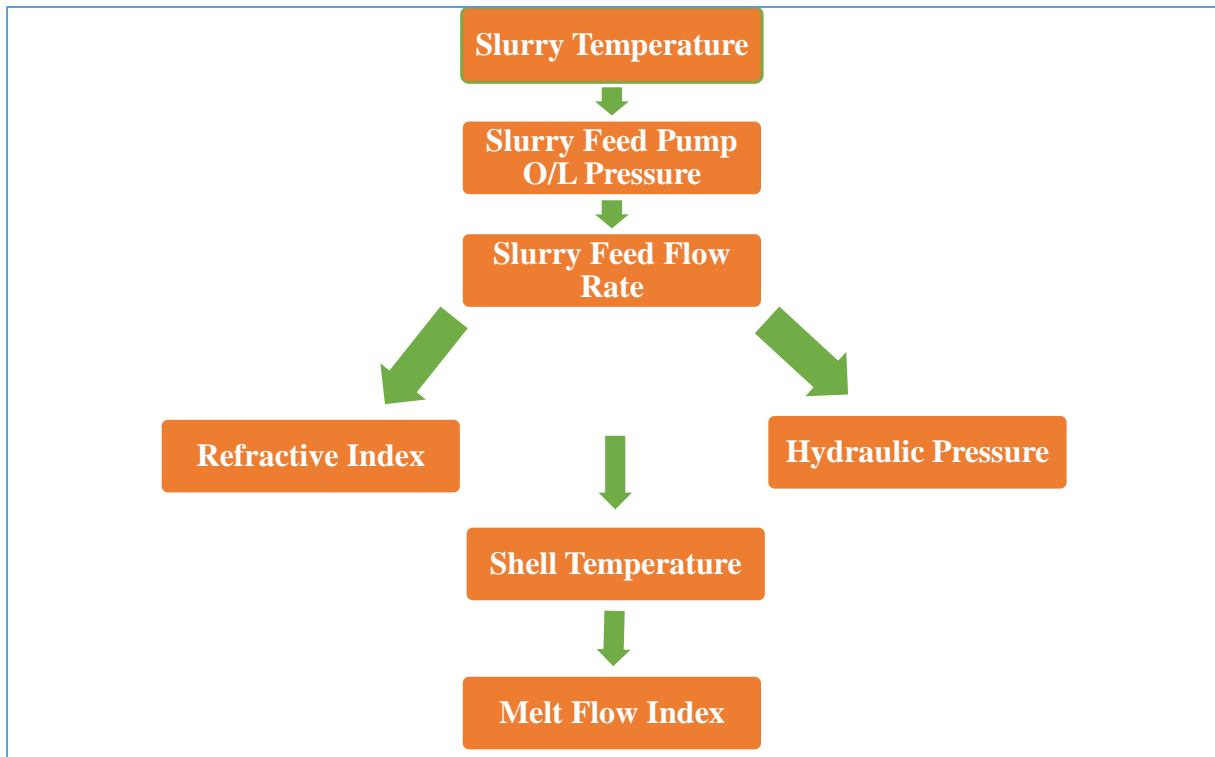 Slurry Temperature
Slurry Feed Pump
O/L Pressure
Slurry Feed Flow
Rate
Refractive Index
Hydraulic Pressure
Shell Temperature
Melt Flow Index